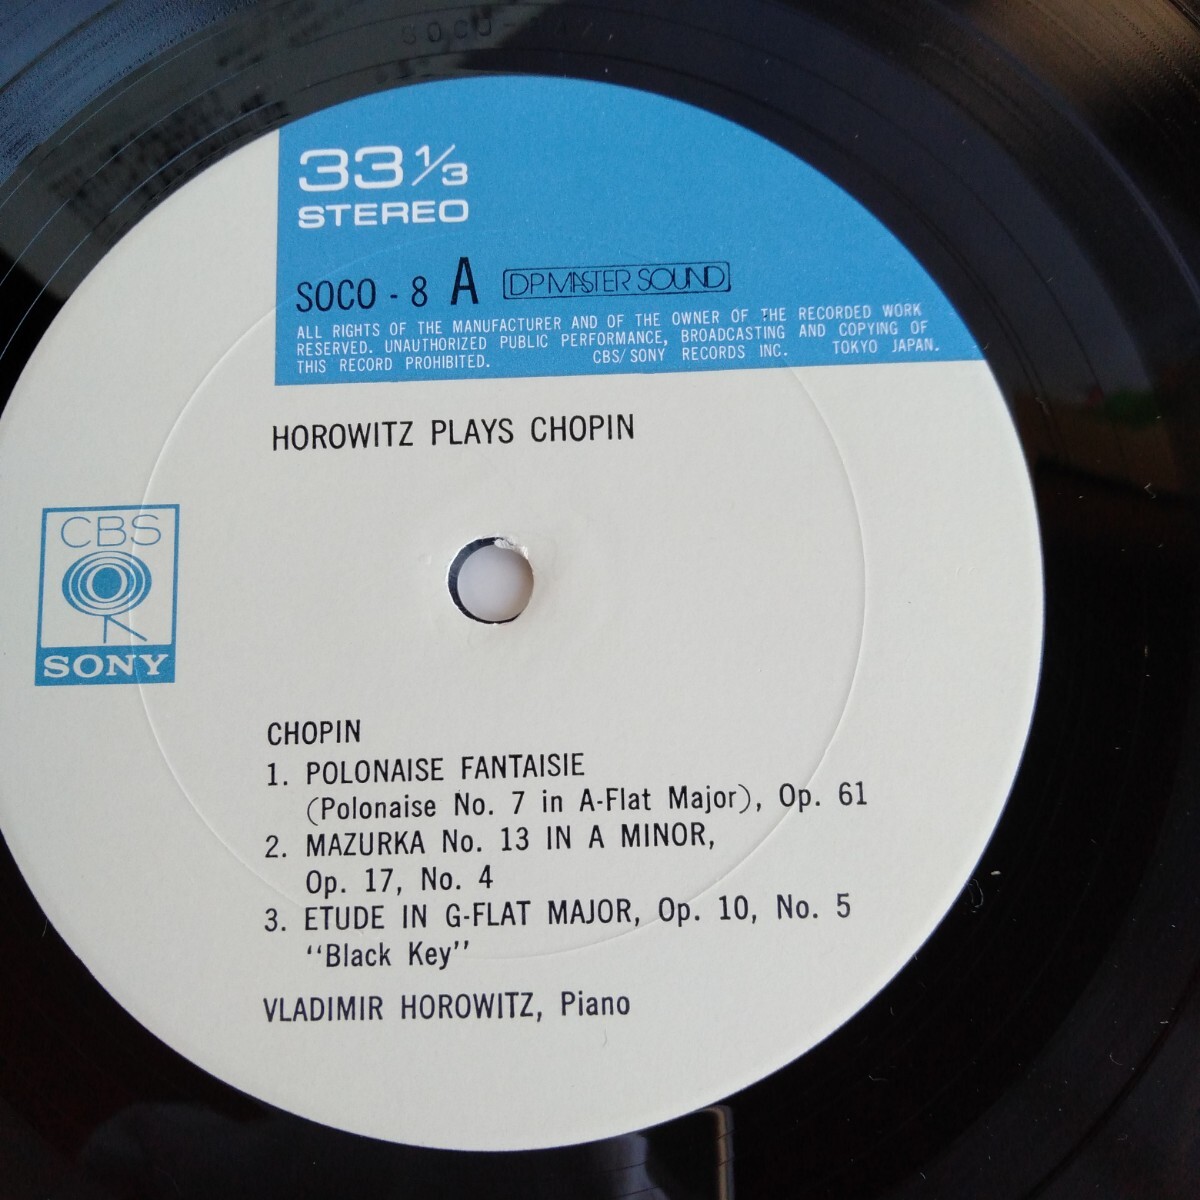 SOCO
33 1/3
STEREO
SOCO - 8 A DP MASTER SOUND
ALL RIGHTS OF THE MANUFACTURER AND OF THE OWNER OF THE RECORDED WORK
RESERVED. UNAUTHORIZED PUBLIC PERFORMANCE, BROADCASTING AND COPYING OF
THIS RECORD PROHIBITED. CBS/SONY RECORDS INC. TOKYO JAPAN.
HOROWITZ PLAYS CHOPIN
CBS
SONY
CHOPIN
1. POLONAISE FANTAISIE
(Polonaise No. 7 in A-Flat Major), Op. 61
2. MAZURKA No. 13 IN A MINOR,
Op. 17, No. 4
3. ETUDE IN G-FLAT MAJOR, Op. 10, No. 5
“Black Key”
VLADIMIR HOROWITZ, Piano